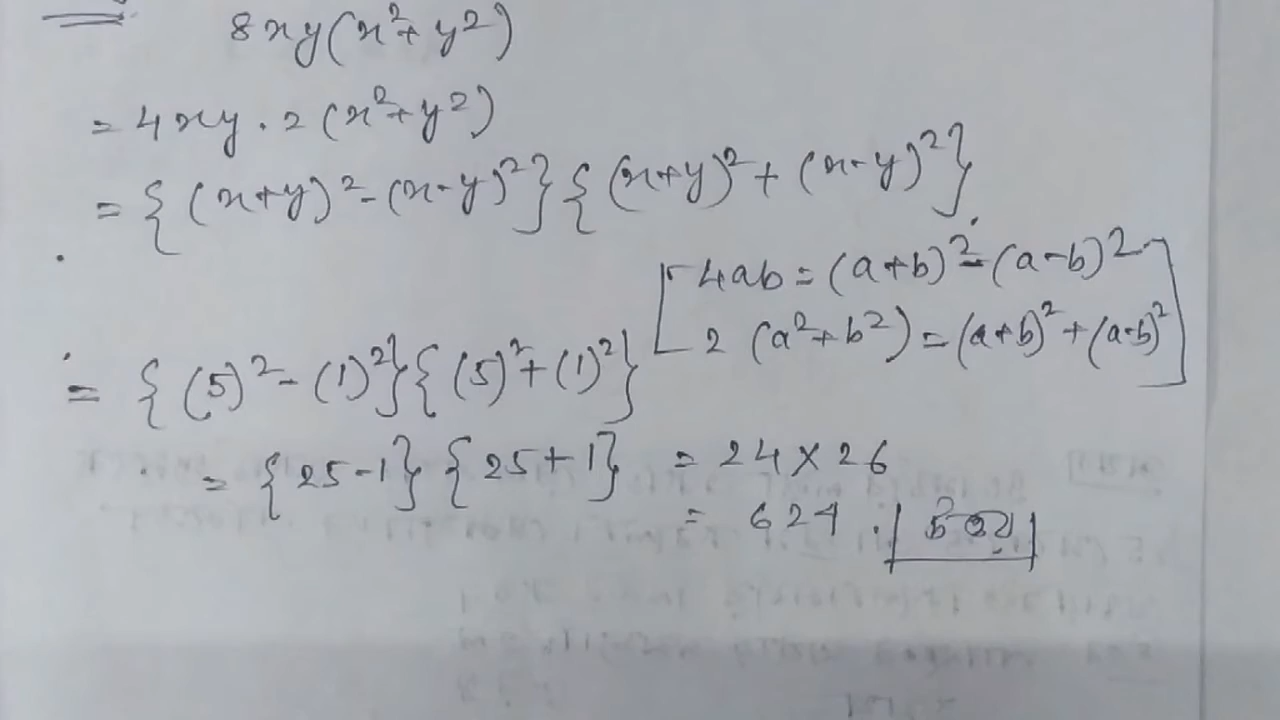 8xy(x²+y²)
= 4xy.2(x²+y²)
= {(x+y)²-(x-y)²}{(x+y)²+(x-y)²}
[4ab=(a+b)²-(a-b)²
2(a²+b²)=(a+b)²+(a-b)²]
= {(5)²-(1)²}{(5)²+(1)²}
= {25-1}{25+1} = 24×26
= 624.